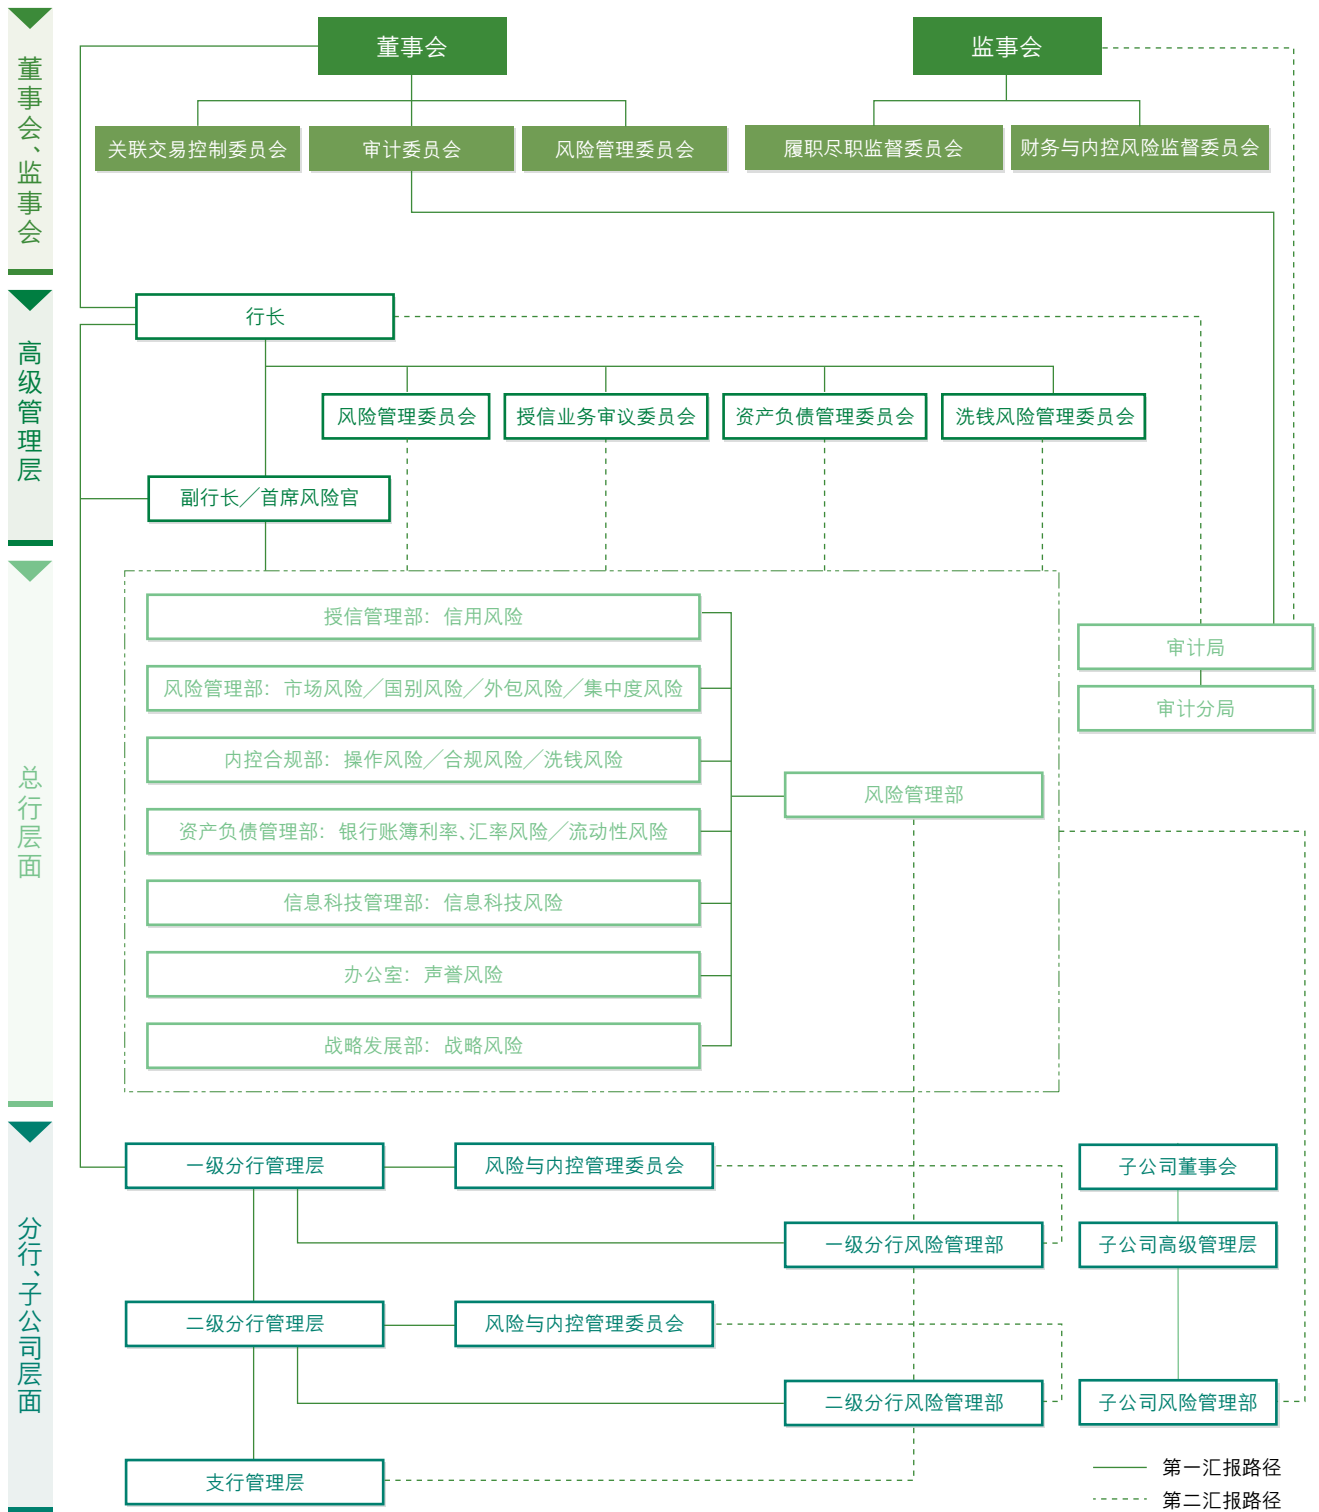 董事会、监事会
董事会
监事会
关联交易控制委员会
审计委员会
风险管理委员会
履职尽职监督委员会
财务与内控风险监督委员会
高级管理层
行长
风险管理委员会
授信业务审议委员会
资产负债管理委员会
洗钱风险管理委员会
副行长╱首席风险官
总行层面
授信管理部：信用风险
风险管理部：市场风险╱国别风险╱外包风险╱集中度风险
内控合规部：操作风险╱合规风险╱洗钱风险
资产负债管理部：银行账簿利率、汇率风险╱流动性风险
信息科技管理部：信息科技风险
办公室：声誉风险
战略发展部：战略风险
风险管理部
审计局
审计分局
分行、子公司层面
一级分行管理层
风险与内控管理委员会
子公司董事会
一级分行风险管理部
子公司高级管理层
二级分行管理层
风险与内控管理委员会
二级分行风险管理部
子公司风险管理部
支行管理层
第一汇报路径
第二汇报路径